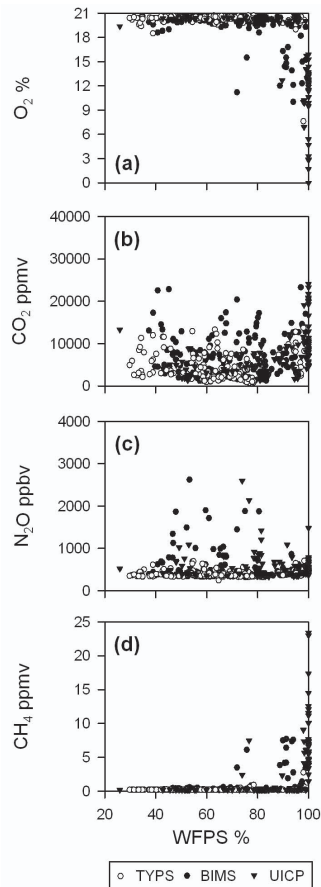 21
18
15
12
9
6
3
0
O2 %
(a)
40000
30000
20000
10000
0
CO2 ppmv
(b)
4000
3000
2000
1000
0
N2O ppbv
(c)
25
20
15
10
5
0
CH4 ppmv
(d)
20 40 60 80 100
WFPS %
○ TYPS ● BIMS ▼ UICP